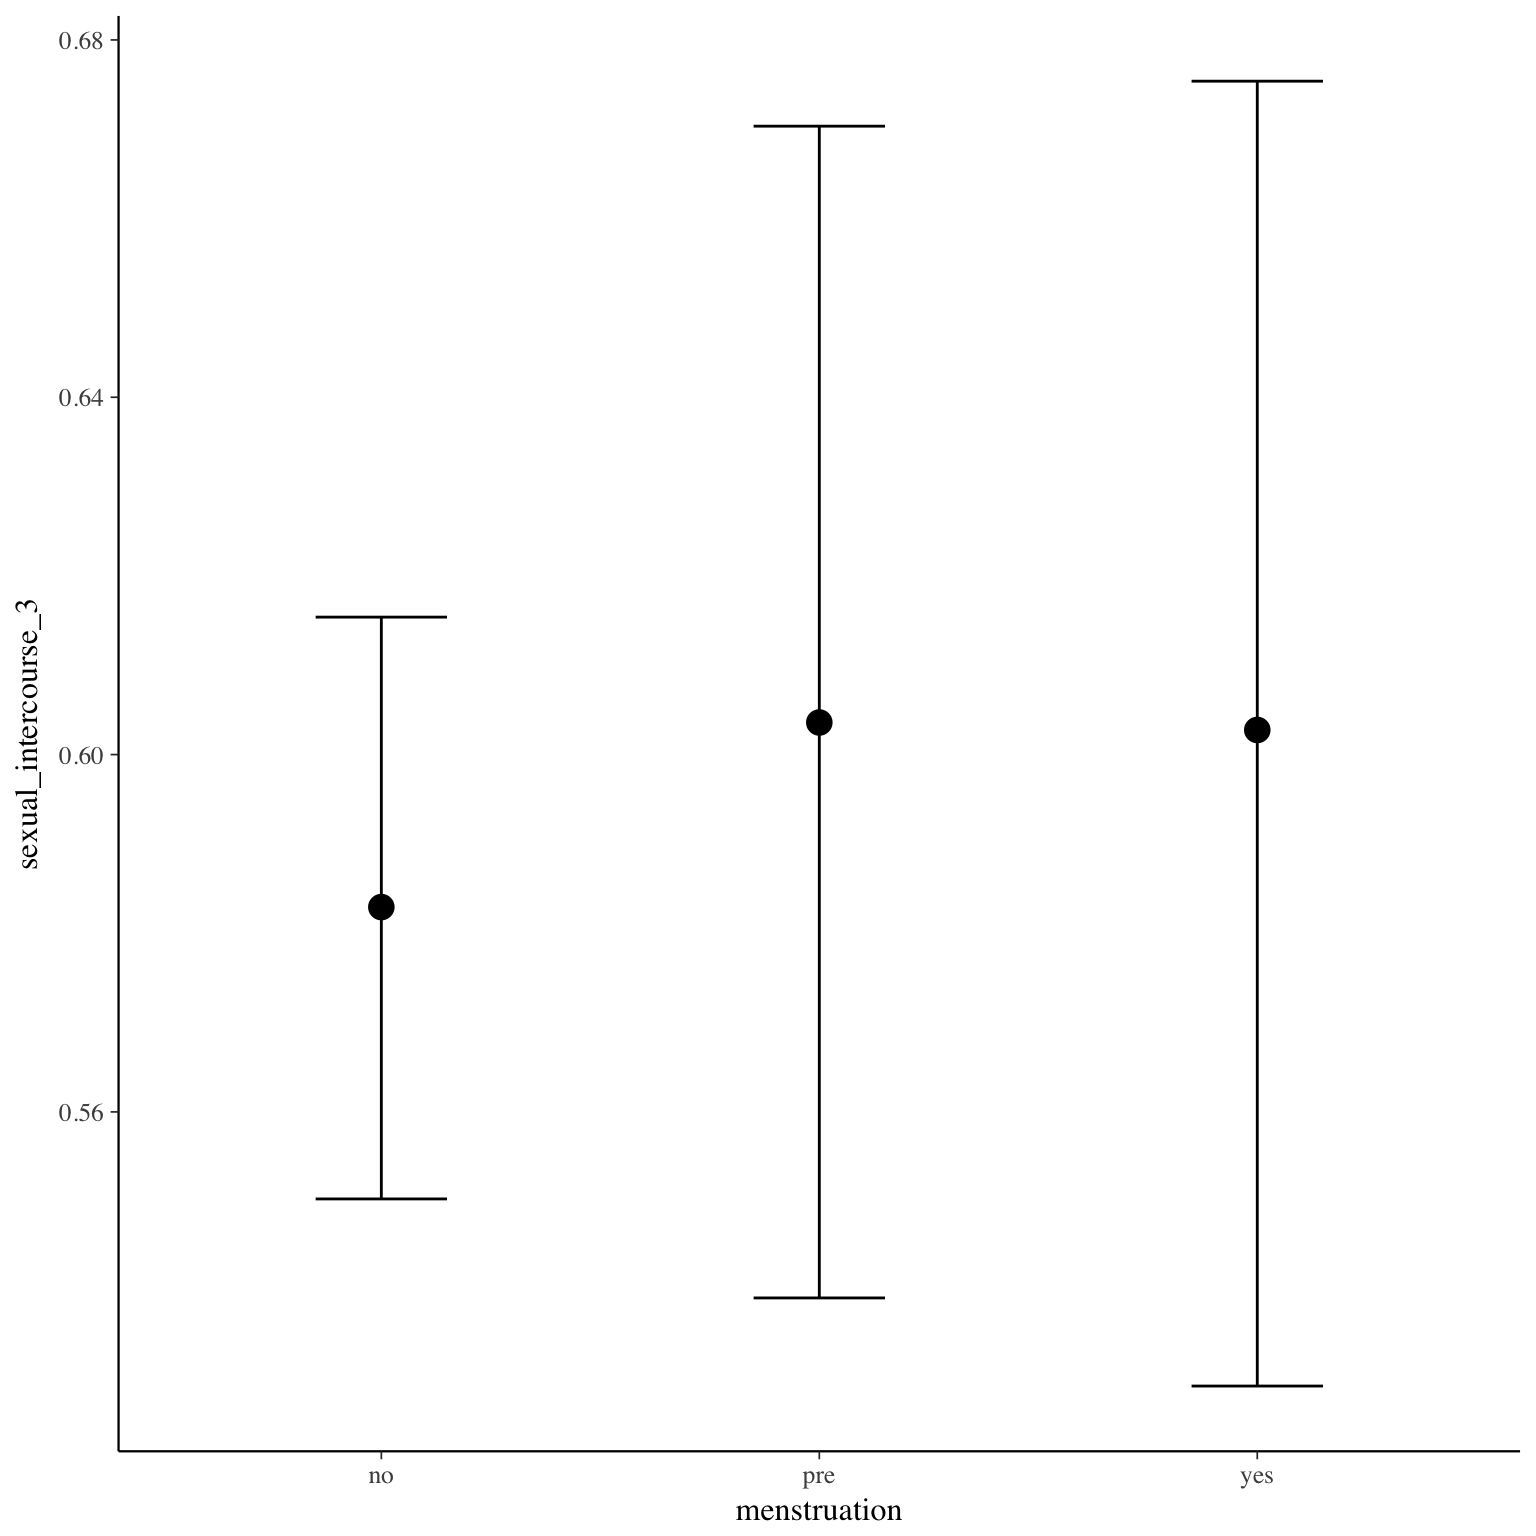 0.68
0.64
0.60
0.56
sexual_intercourse_3
no
pre
yes
menstruation